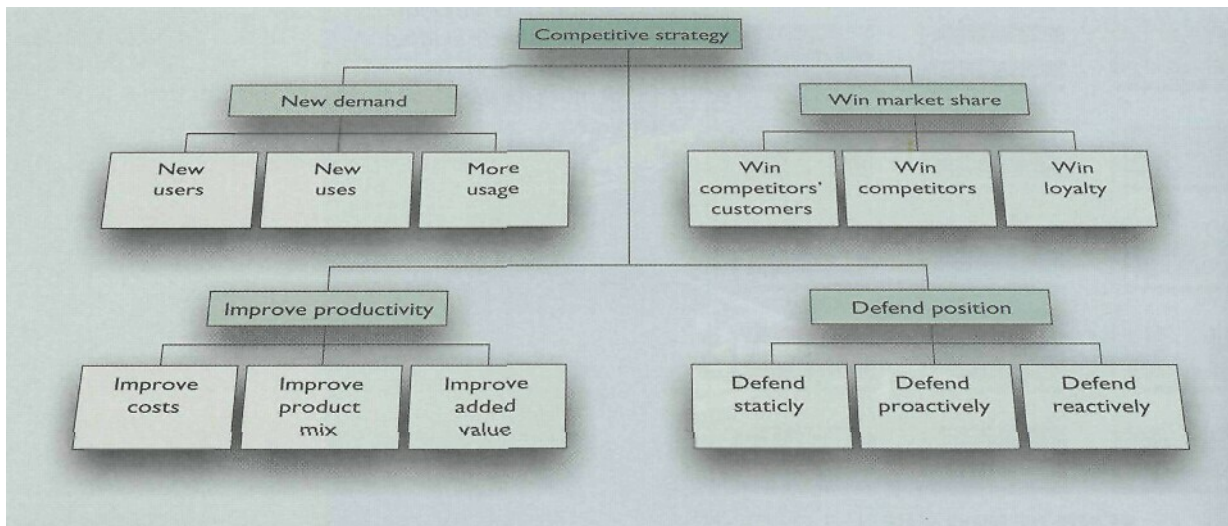 Competitive strategy
New demand
Win market share
New
users
New
uses
More
usage
Win
competitors'
customers
Win
competitors
Win
loyalty
Improve productivity
Defend position
Improve
costs
Improve
product
mix
Improve
added
value
Defend
staticly
Defend
proactively
Defend
reactively